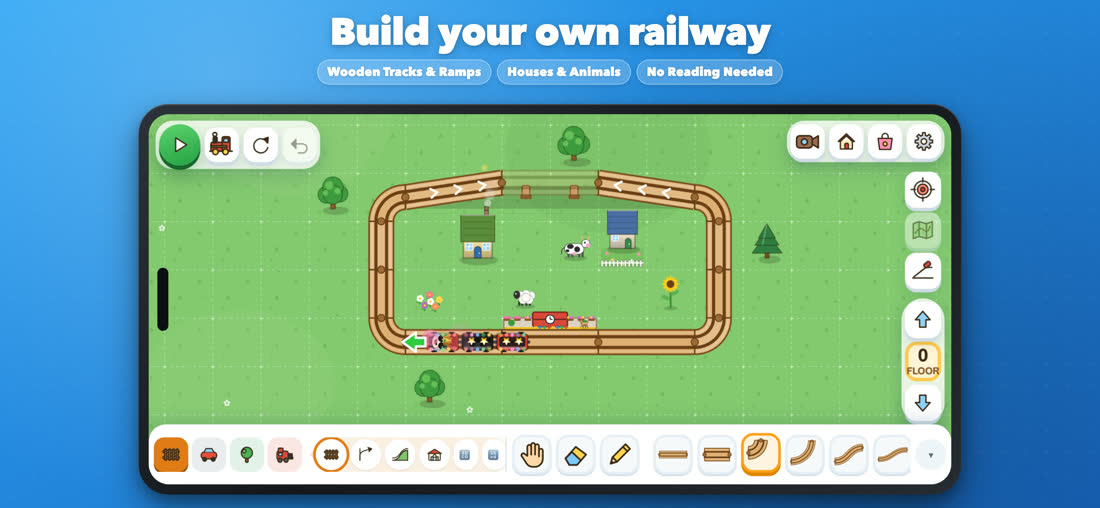 Build your own railway
Wooden Tracks & Ramps
Houses & Animals
No Reading Needed
0
FLOOR